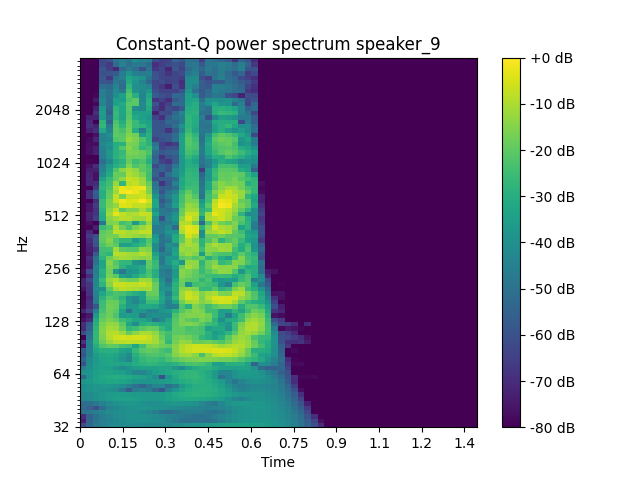 Constant-Q power spectrum speaker_9
+0 dB
-10 dB
-20 dB
-30 dB
-40 dB
-50 dB
-60 dB
-70 dB
-80 dB
2048
1024
512
256
128
64
32
Hz
0 0.15 0.3 0.45 0.6 0.75 0.9 1.1 1.2 1.4
Time